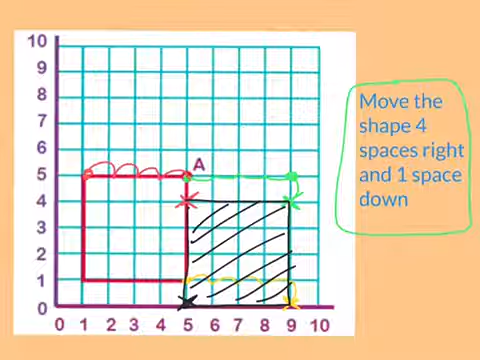 10
9
8
7
6
5
4
3
2
1
0
A
0 1 2 3 4 5 6 7 8 9 10
Move the
shape 4
spaces right
and 1 space
down